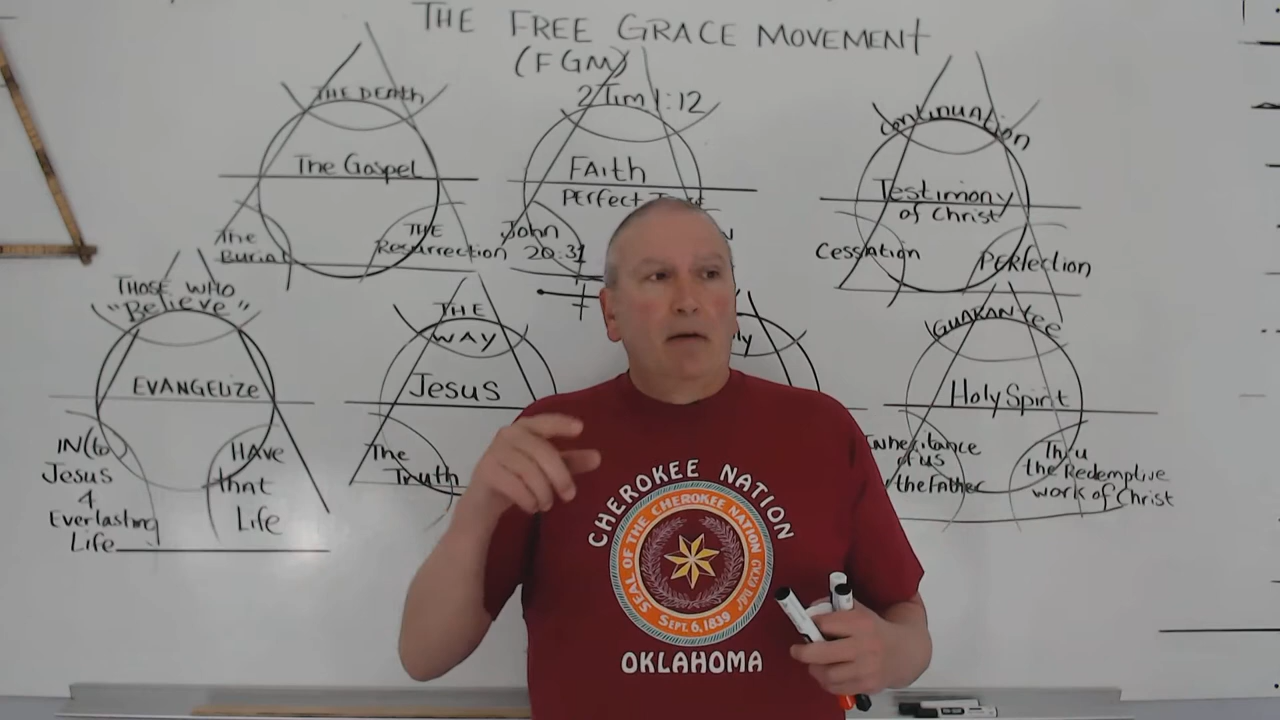 THE FREE GRACE MOVEMENT
(FGM)
THE DEATH
The Gospel
The
Burial
THE
Resurrection
2 Tim 1:12
FAith
PERfect
John
20:31
Continuation
Testimony
of Christ
Cessation
PERfection
THOSE WHO
"Believe"
EVANGELIZE
IN(to)
Jesus
4
Everlasting
Life
HAve
that
Life
THE
WAY
Jesus
The
Truth
GUARANTee
Holy Spirit
Inheritance
of us
/the Father
Thru
the Redemptive
work of Christ
CHEROKEE NATION
SEAL OF THE CHEROKEE NATION
SEPT. 6, 1839
OKLAHOMA